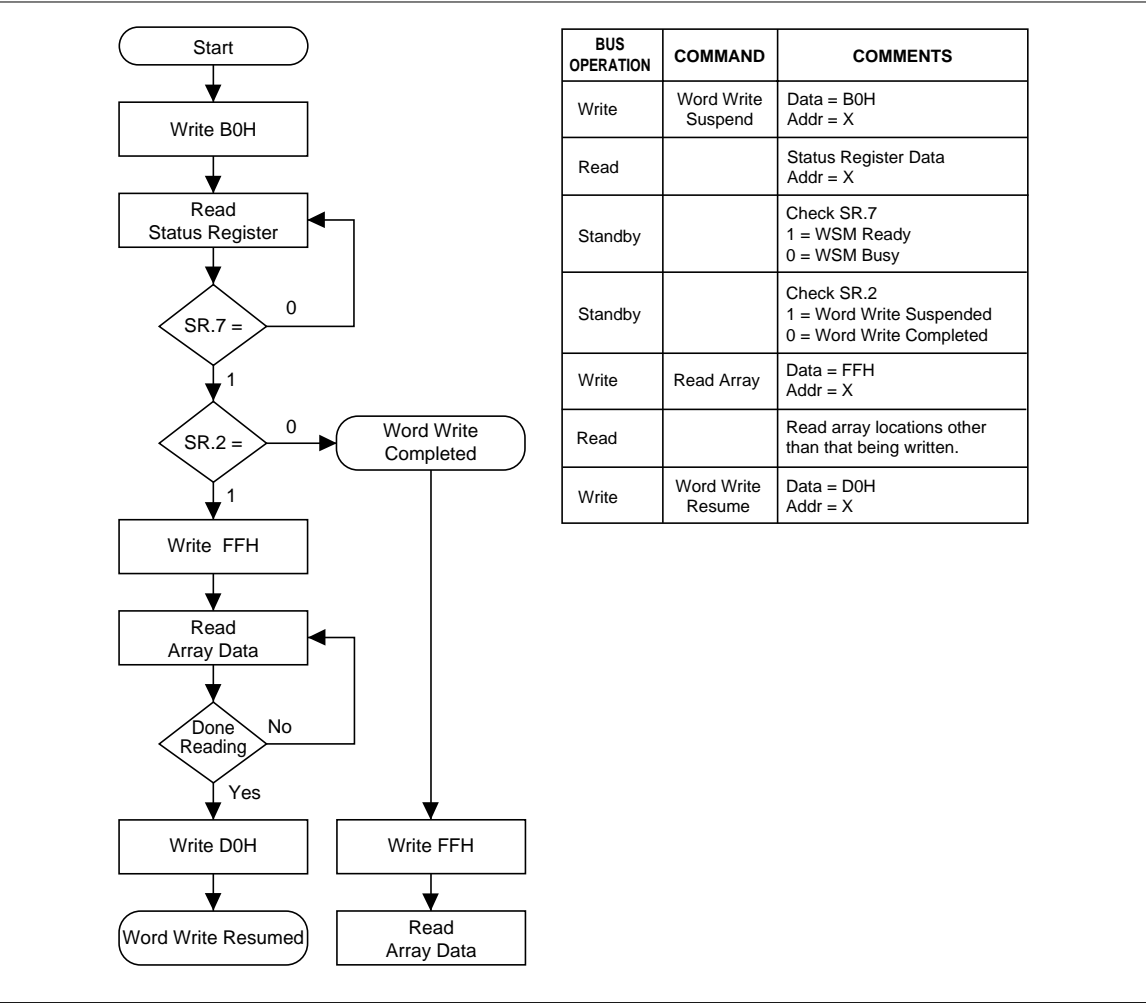 Start
Write B0H
Read
Status Register
SR.7 =
0
1
SR.2 =
0
Word Write
Completed
1
Write FFH
Read
Array Data
Done
Reading
No
Yes
Write D0H
Write FFH
Word Write Resumed
Read
Array Data
BUS
OPERATION
COMMAND
COMMENTS
Write
Word Write
Suspend
Data = B0H
Addr = X
Read
Status Register Data
Addr = X
Standby
Check SR.7
1 = WSM Ready
0 = WSM Busy
Standby
Check SR.2
1 = Word Write Suspended
0 = Word Write Completed
Write
Read Array
Data = FFH
Addr = X
Read
Read array locations other
than that being written.
Write
Word Write
Resume
Data = D0H
Addr = X